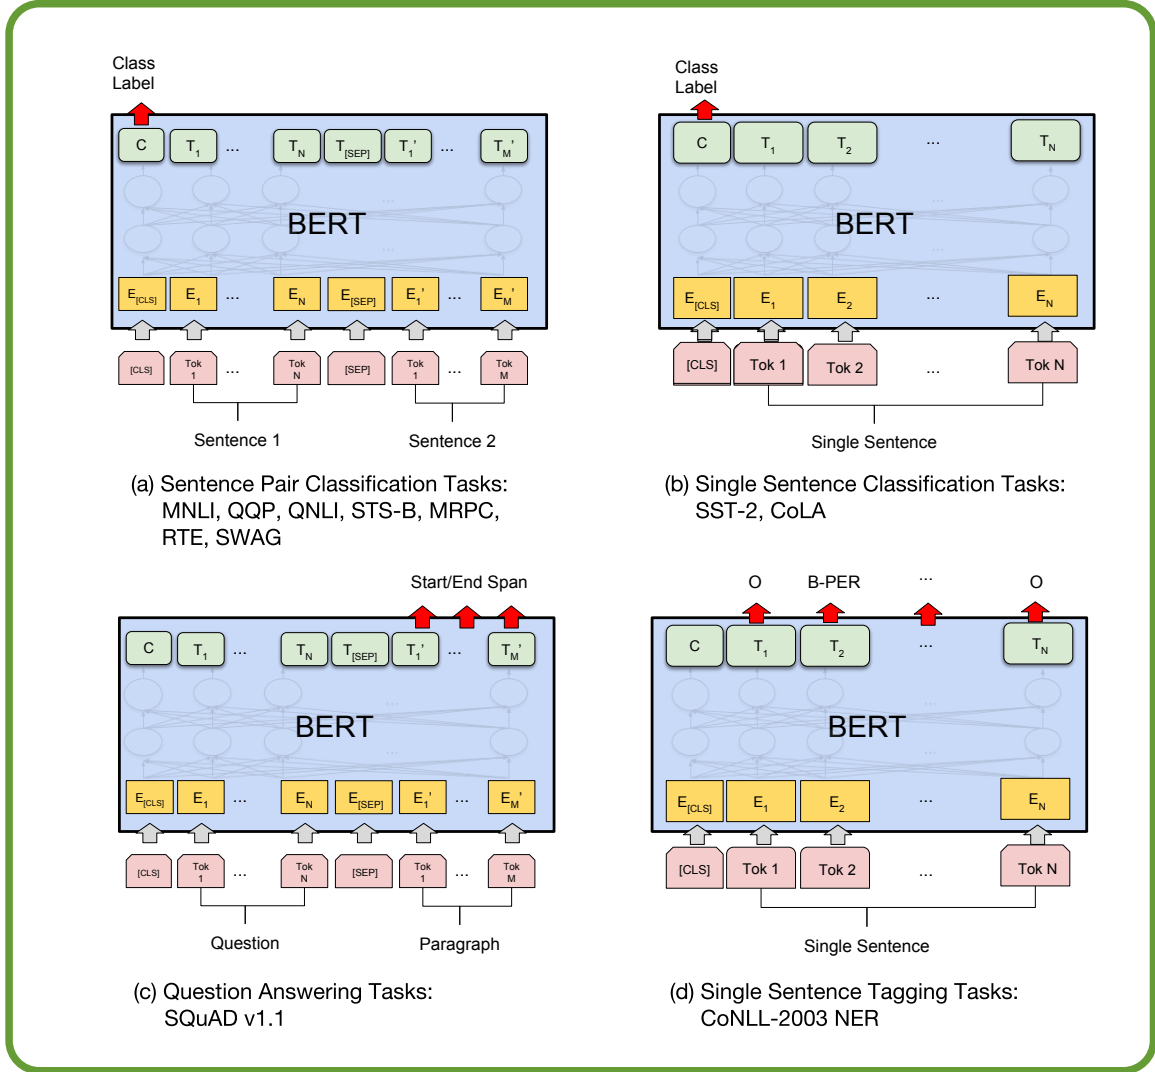 Class
Label
C T1 ... TN T[SEP] T1' ... TM'
...
BERT
...
E[CLS] E1 ... EN E[SEP] E1' ... EM'
[CLS] Tok 1 ... Tok N [SEP] Tok 1 ... Tok M
Sentence 1 Sentence 2
(a) Sentence Pair Classification Tasks:
MNLI, QQP, QNLI, STS-B, MRPC,
RTE, SWAG
Class
Label
C T1 T2 ... TN
...
BERT
...
E[CLS] E1 E2 ... EN
[CLS] Tok 1 Tok 2 ... Tok N
Single Sentence
(b) Single Sentence Classification Tasks:
SST-2, CoLA
Start/End Span
C T1 ... TN T[SEP] T1' ... TM'
...
BERT
...
E[CLS] E1 ... EN E[SEP] E1' ... EM'
[CLS] Tok 1 ... Tok N [SEP] Tok 1 ... Tok M
Question Paragraph
(c) Question Answering Tasks:
SQuAD v1.1
O B-PER ... O
C T1 T2 ... TN
...
BERT
...
E[CLS] E1 E2 ... EN
[CLS] Tok 1 Tok 2 ... Tok N
Single Sentence
(d) Single Sentence Tagging Tasks:
CoNLL-2003 NER